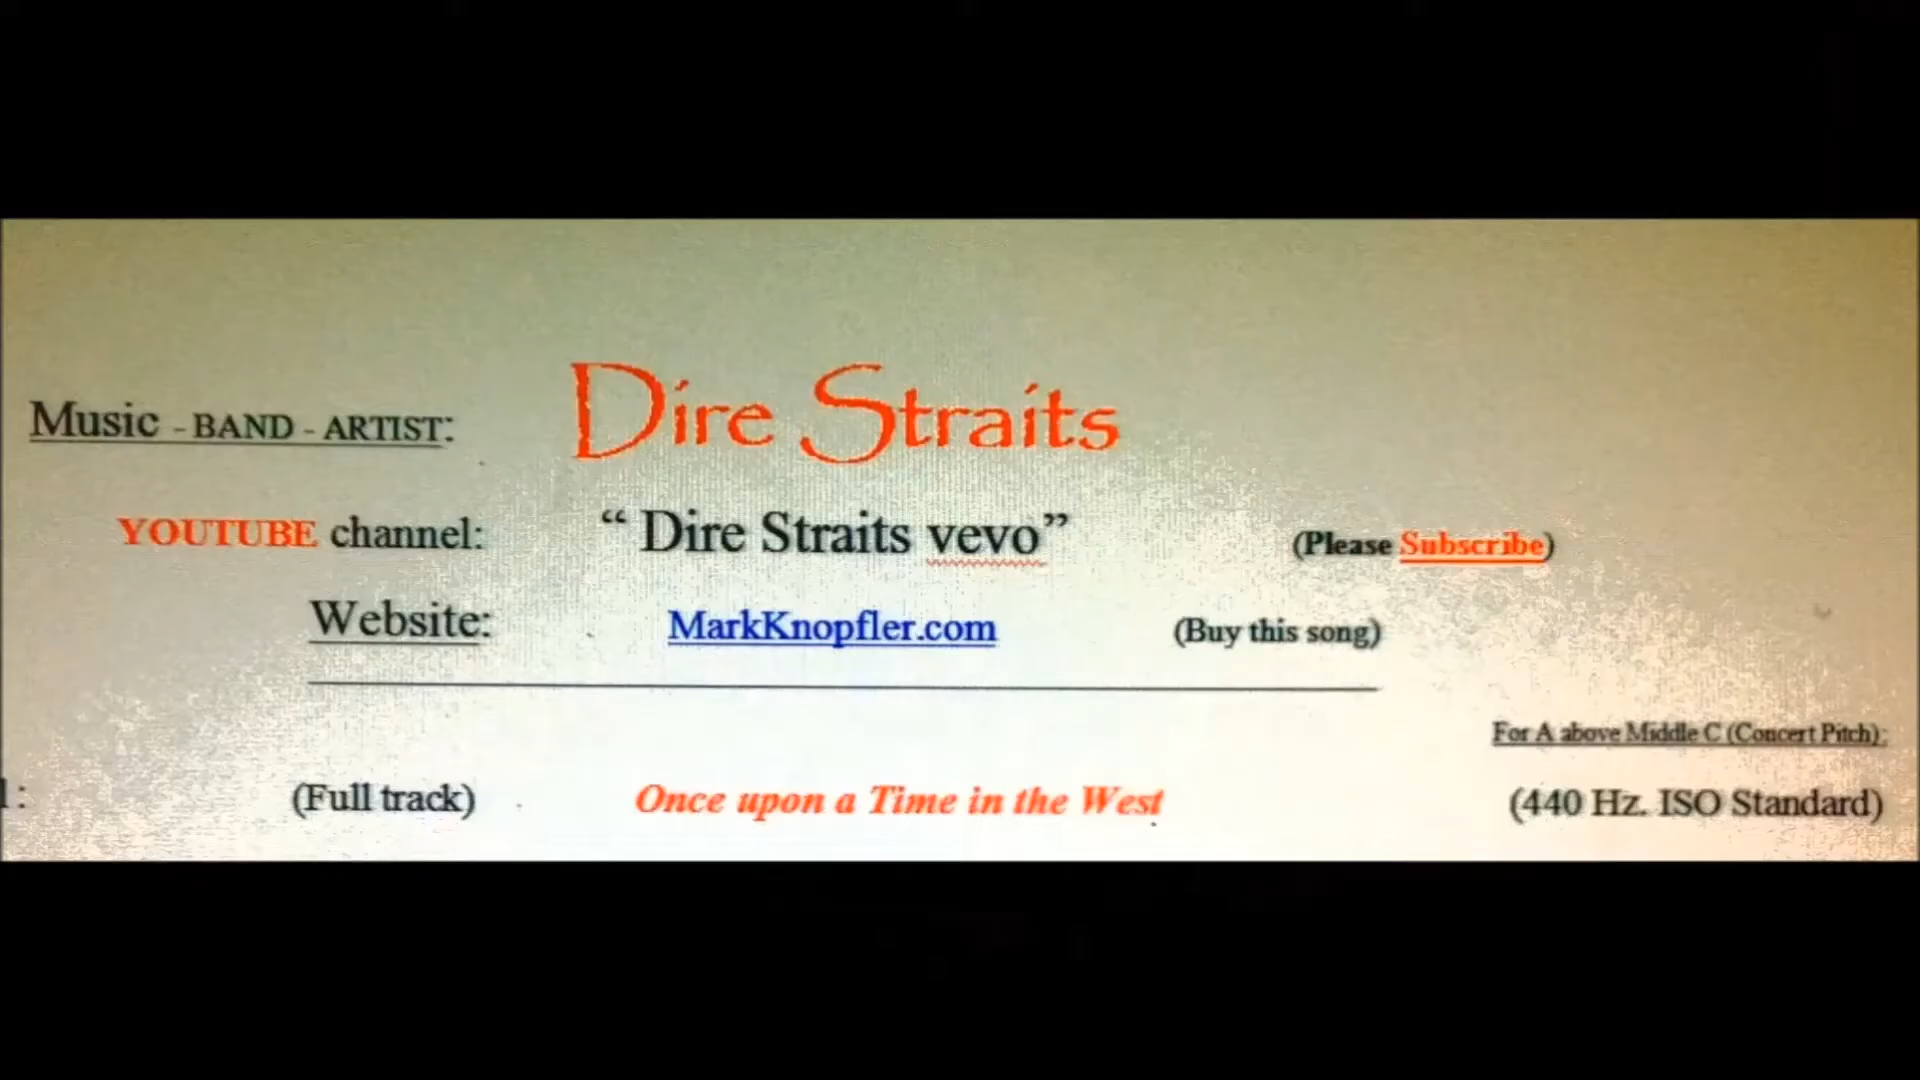 Music - BAND - ARTIST: Dire Straits
YOUTUBE channel: “ Dire Straits vevo” (Please Subscribe)
Website: MarkKnopfler.com (Buy this song)
For A above Middle C (Concert Pitch):
(Full track) Once upon a Time in the West (440 Hz. ISO Standard)